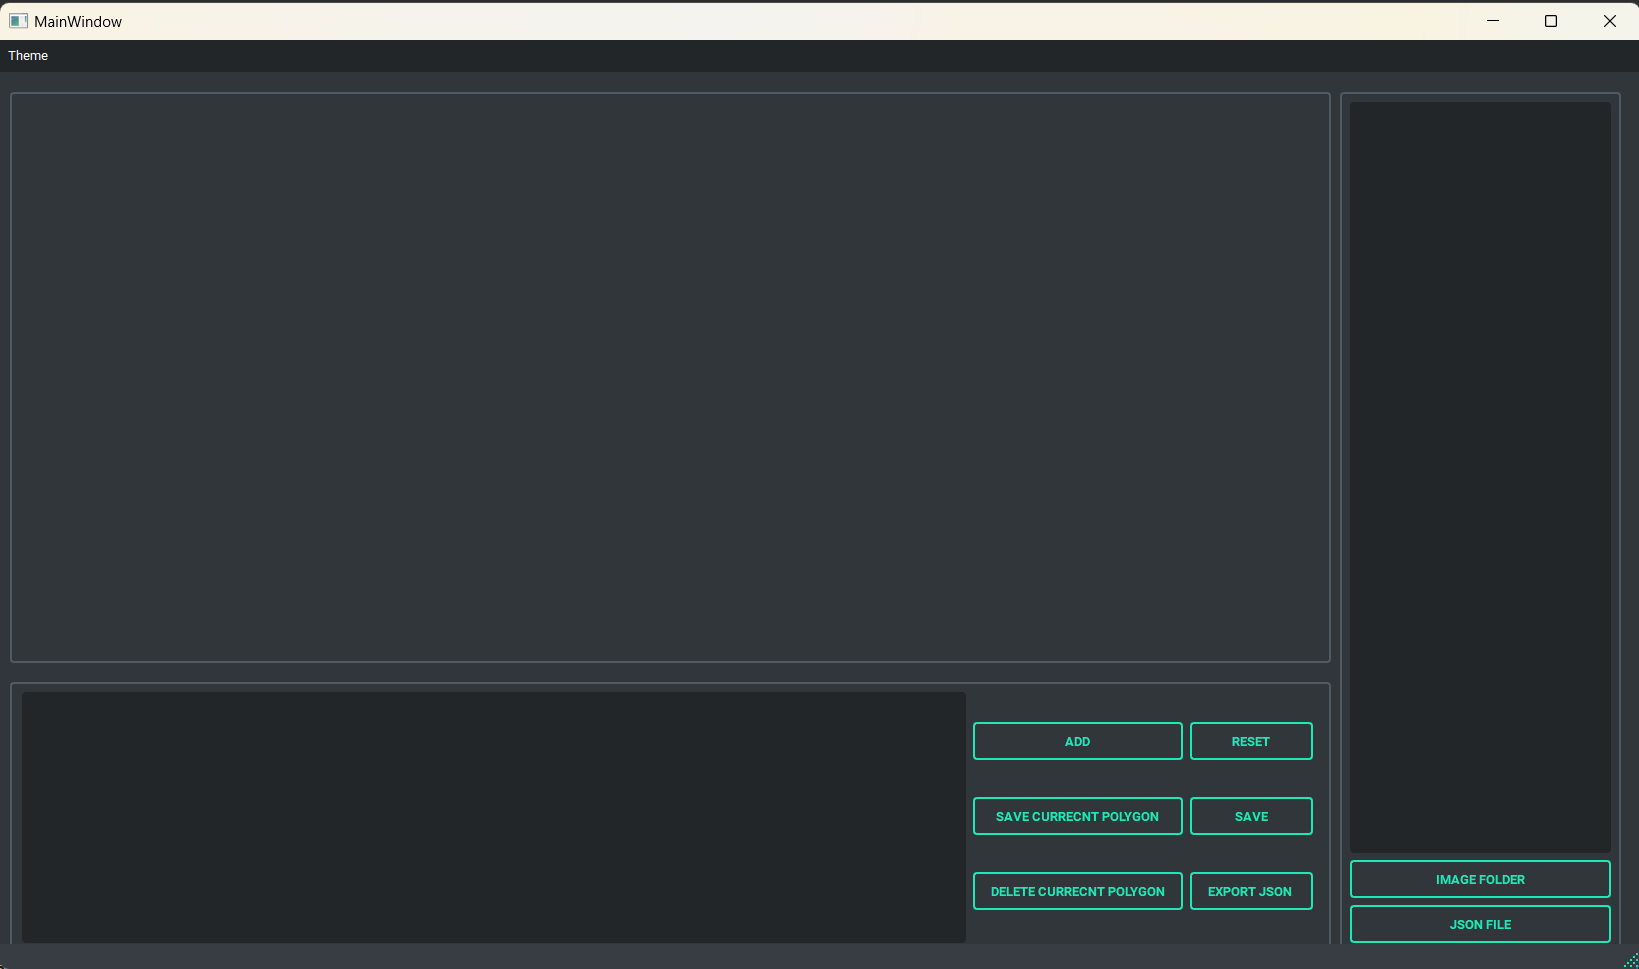 MainWindow
Theme
ADD
RESET
SAVE CURRECNT POLYGON
SAVE
DELETE CURRECNT POLYGON
EXPORT JSON
IMAGE FOLDER
JSON FILE